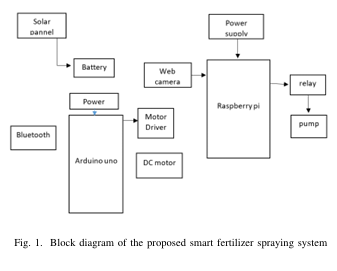 Solar
pannel
Battery
Power
Bluetooth
Arduino uno
Motor
Driver
DC motor
Power
supply
Web
camera
Raspberry pi
relay
pump
Fig. 1. Block diagram of the proposed smart fertilizer spraying system